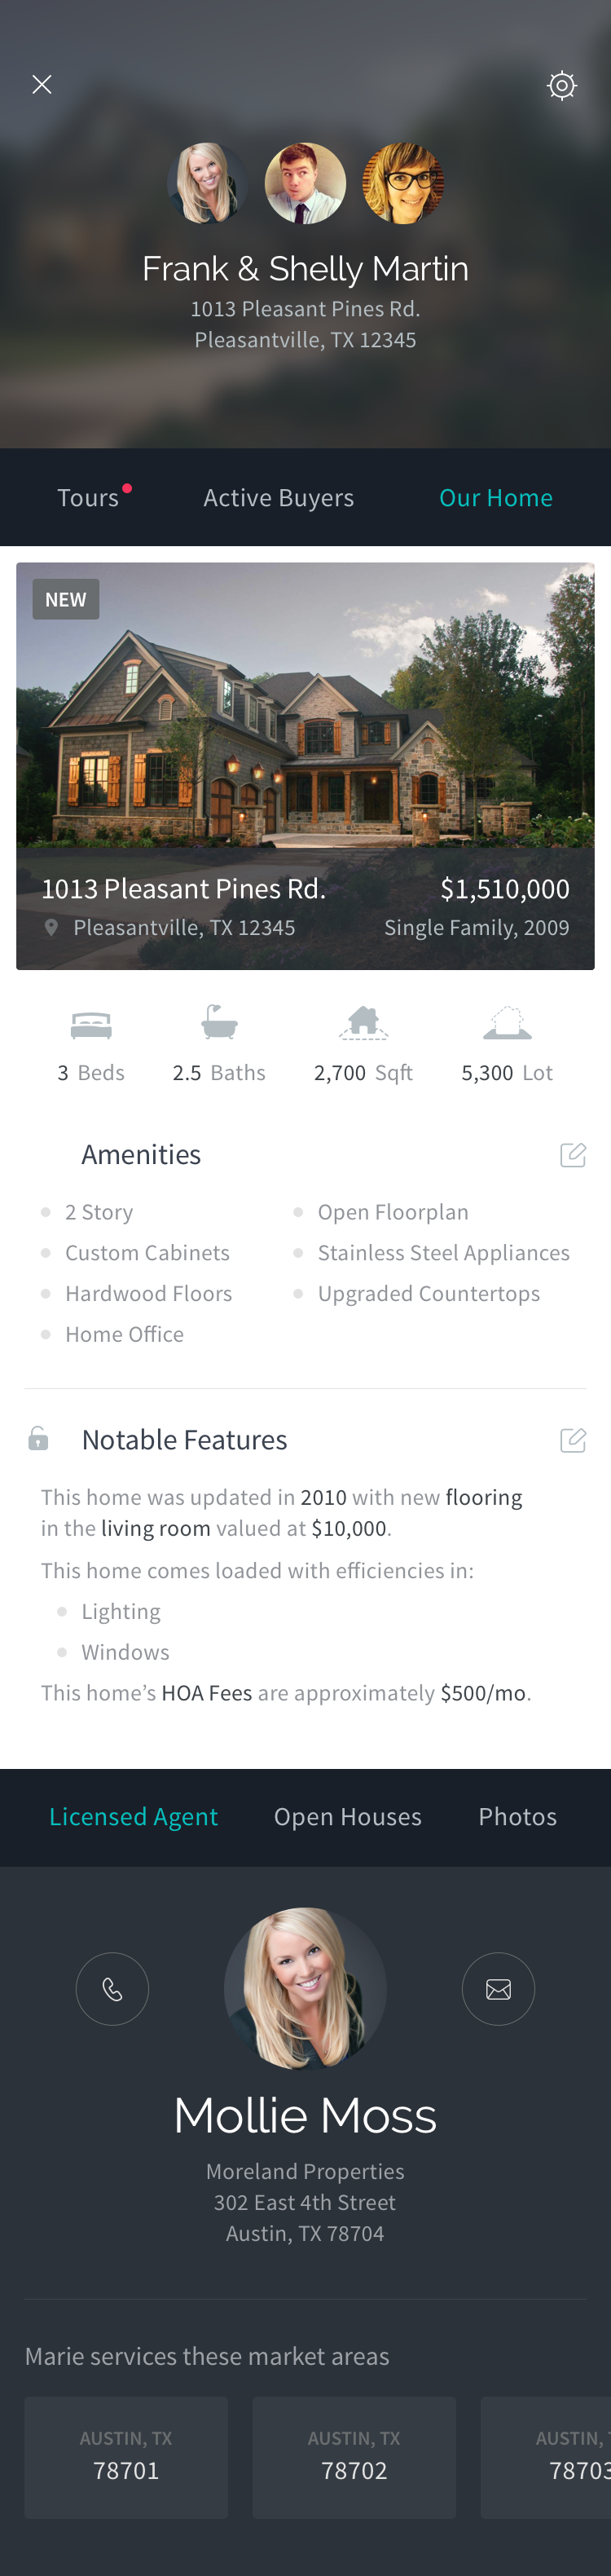 Frank & Shelly Martin
1013 Pleasant Pines Rd.
Pleasantville, TX 12345
Tours
Active Buyers
Our Home
NEW
1013 Pleasant Pines Rd.
$1,510,000
Pleasantville, TX 12345
Single Family, 2009
3 Beds
2.5 Baths
2,700 Sqft
5,300 Lot
Amenities
2 Story
Open Floorplan
Custom Cabinets
Stainless Steel Appliances
Hardwood Floors
Upgraded Countertops
Home Office
Notable Features
This home was updated in 2010 with new flooring
in the living room valued at $10,000.
This home comes loaded with efficiencies in:
Lighting
Windows
This home’s HOA Fees are approximately $500/mo.
Licensed Agent
Open Houses
Photos
Mollie Moss
Moreland Properties
302 East 4th Street
Austin, TX 78704
Marie services these market areas
AUSTIN, TX
78701
AUSTIN, TX
78702
AUSTIN,
78703